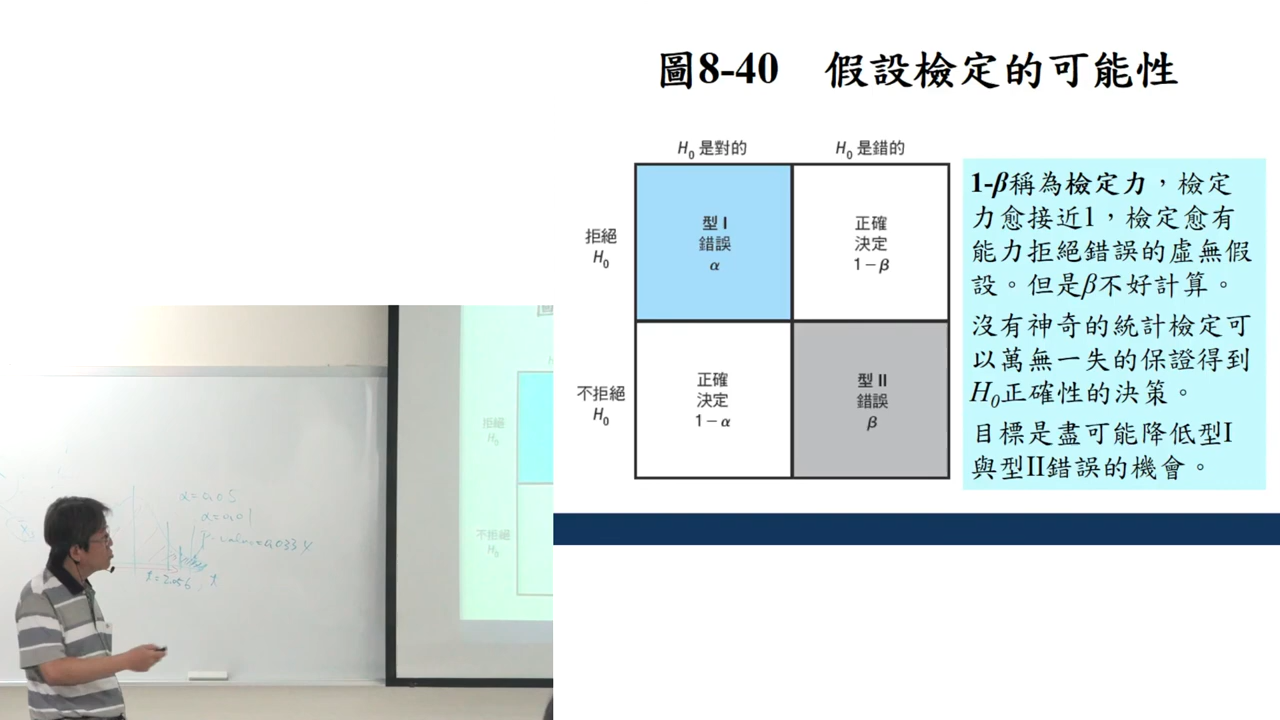 圖8-40 假設檢定的可能性
H0 是對的
H0 是錯的
拒絕
H0
型 I
錯誤
α
正確
決定
1－β
不拒絕
H0
正確
決定
1－α
型 II
錯誤
β
1-β稱為檢定力，檢定
力愈接近1，檢定愈有
能力拒絕錯誤的虛無假
設。但是β不好計算。
沒有神奇的統計檢定可
以萬無一失的保證得到
H0正確性的決策。
目標是盡可能降低型I
與型II錯誤的機會。
α=0.05
α=0.01
P-value=0.0334
t=2.056
t
拒絕
H0
不拒絕
H0